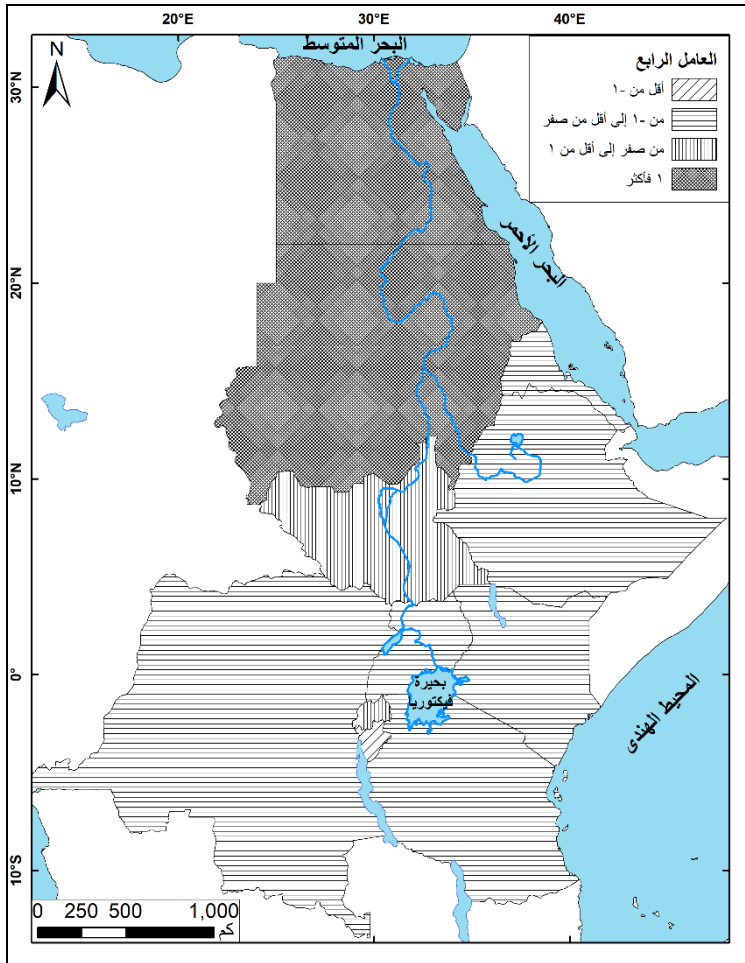 20°E 30°E 40°E
البحر المتوسط
N
العامل الرابع
أقل من -١
من -١ إلى أقل من صفر
من صفر إلى أقل من ١
١ فأكثر
30°N
البحر الأحمر
20°N
10°N
0°
بحيرة
فيكتوريا
المحيط الهندى
10°S
0 250 500 1,000
كم